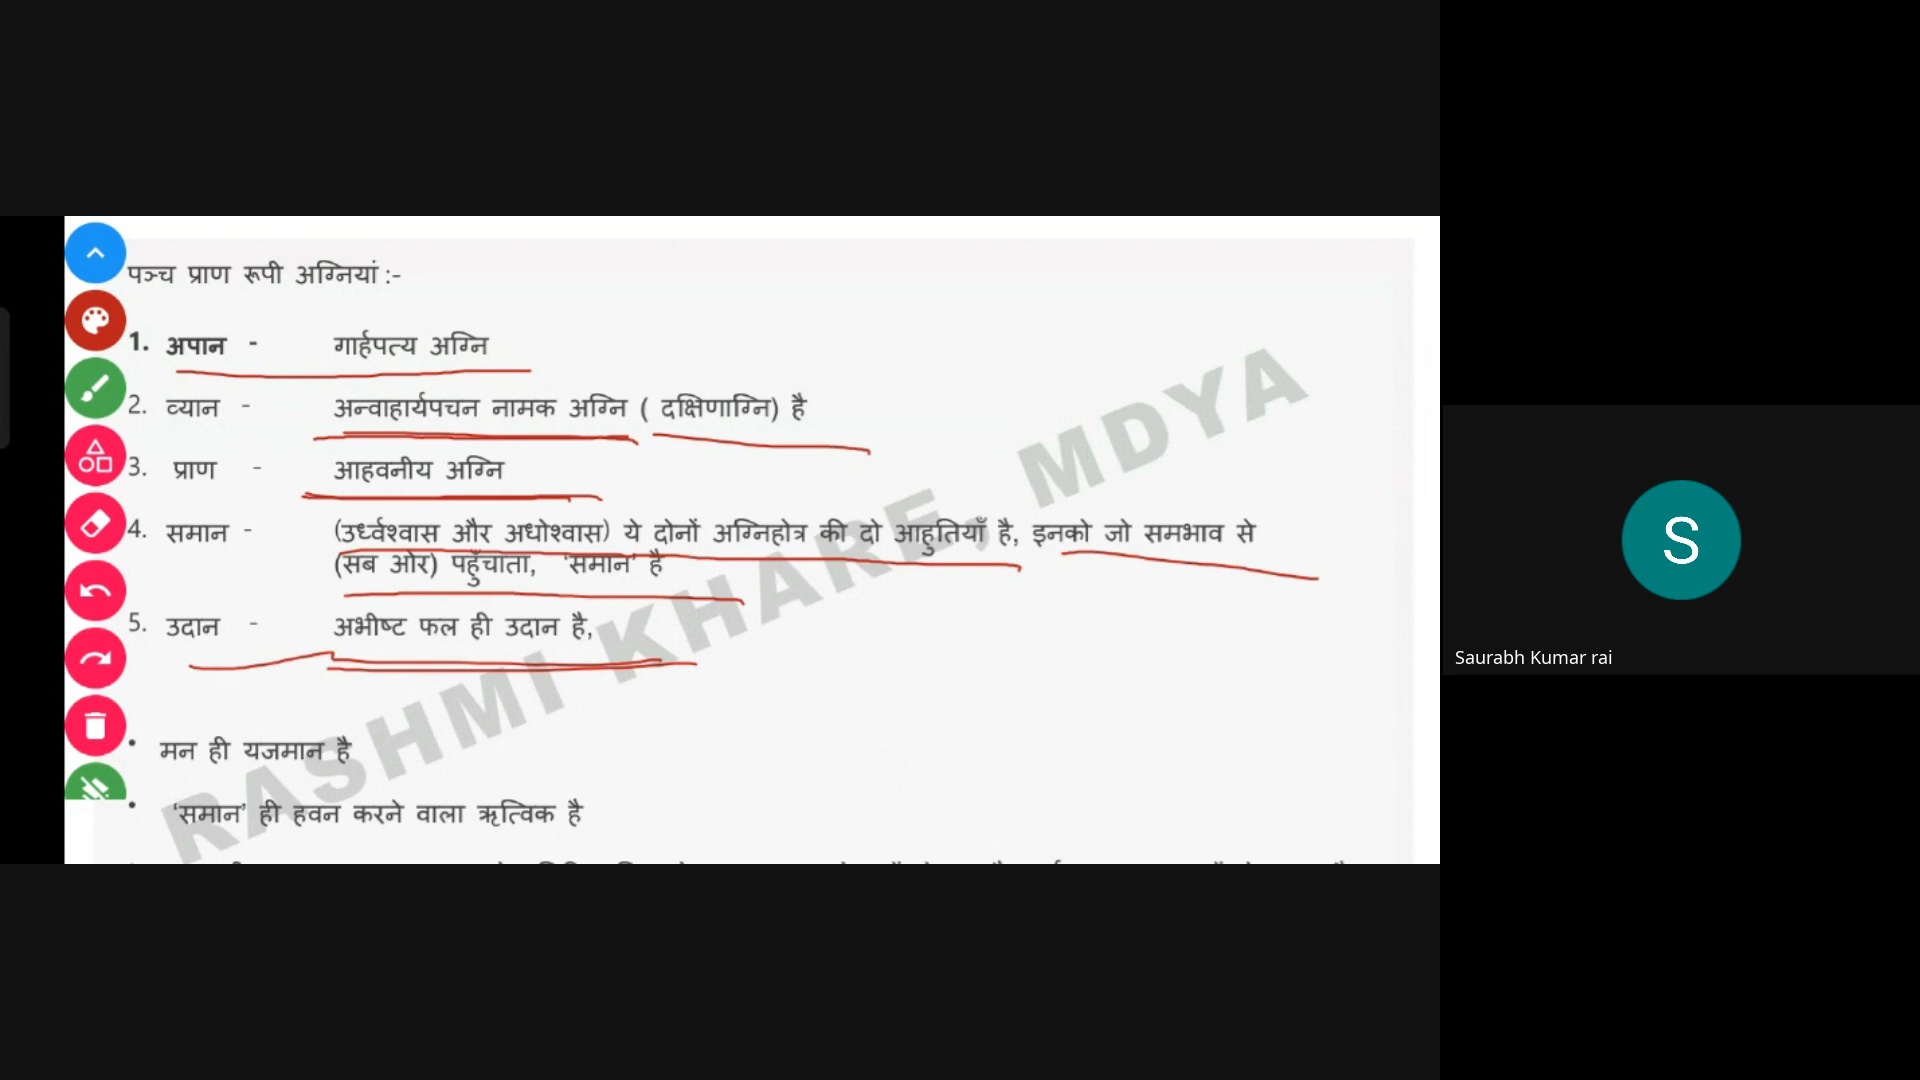 पञ्च प्राण रूपी अग्नियां :-
1. अपान - गार्हपत्य अग्नि
2. व्यान - अन्वाहार्यपचन नामक अग्नि ( दक्षिणाग्नि) है
3. प्राण - आहवनीय अग्नि
4. समान - (उर्ध्वश्वास और अधोश्वास) ये दोनों अग्निहोत्र की दो आहुतियाँ है, इनको जो समभाव से
(सब ओर) पहुँचाता, 'समान' है
5. उदान - अभीष्ट फल ही उदान है,
• मन ही यजमान है
• 'समान' ही हवन करने वाला ऋत्विक है
RASHMI KHARE, MDYA
S
Saurabh Kumar rai